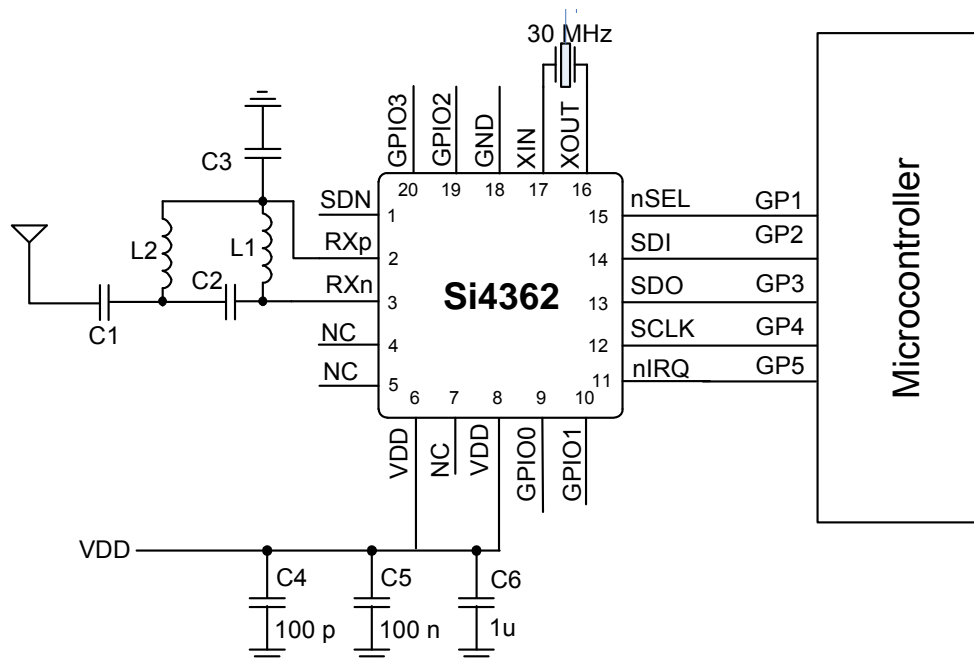 30 MHz
GPIO3
GPIO2
GND
XIN
XOUT
20
19
18
17
16
C3
L2
L1
C2
C1
SDN
1
RXp
2
RXn
3
NC
4
NC
5
Si4362
15
nSEL
GP1
14
SDI
GP2
13
SDO
GP3
12
SCLK
GP4
11
nIRQ
GP5
Microcontroller
6
7
8
9
10
VDD
NC
VDD
GPIO0
GPIO1
VDD
C4
100 p
C5
100 n
C6
1u